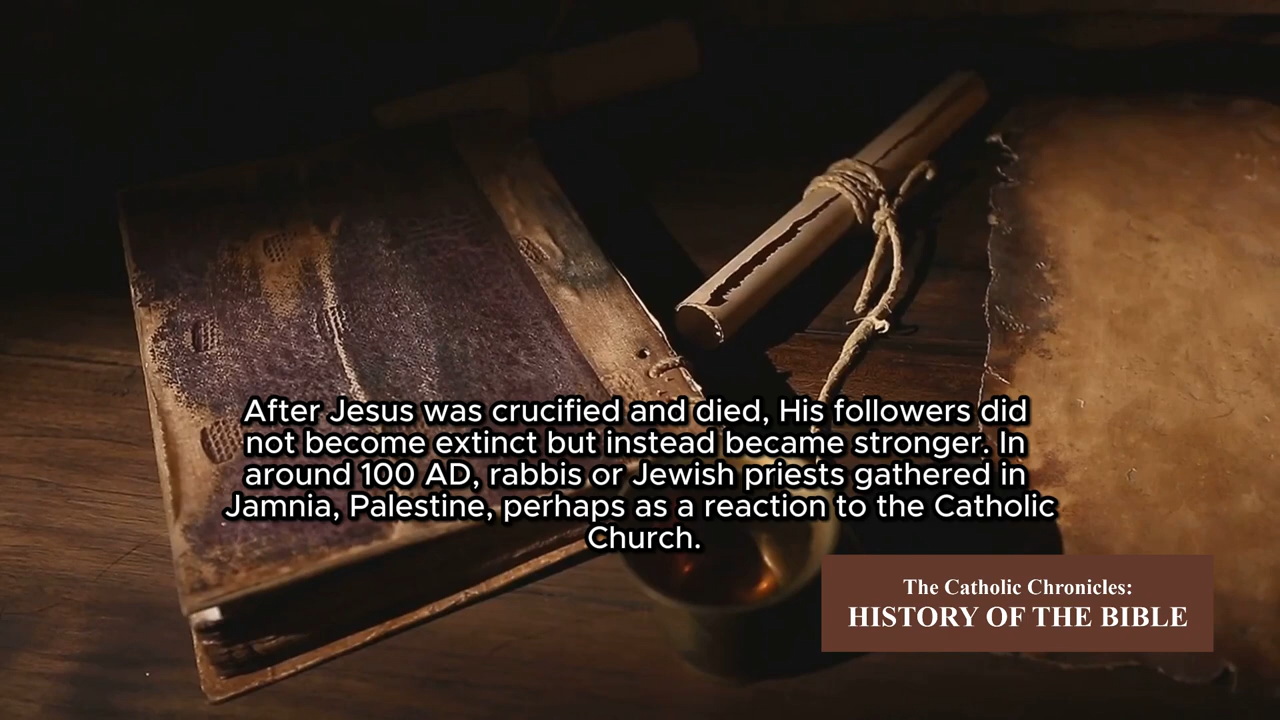 After Jesus was crucified and died, His followers did
not become extinct but instead became stronger. In
around 100 AD, rabbis or Jewish priests gathered in
Jamnia, Palestine, perhaps as a reaction to the Catholic
Church.
The Catholic Chronicles:
HISTORY OF THE BIBLE